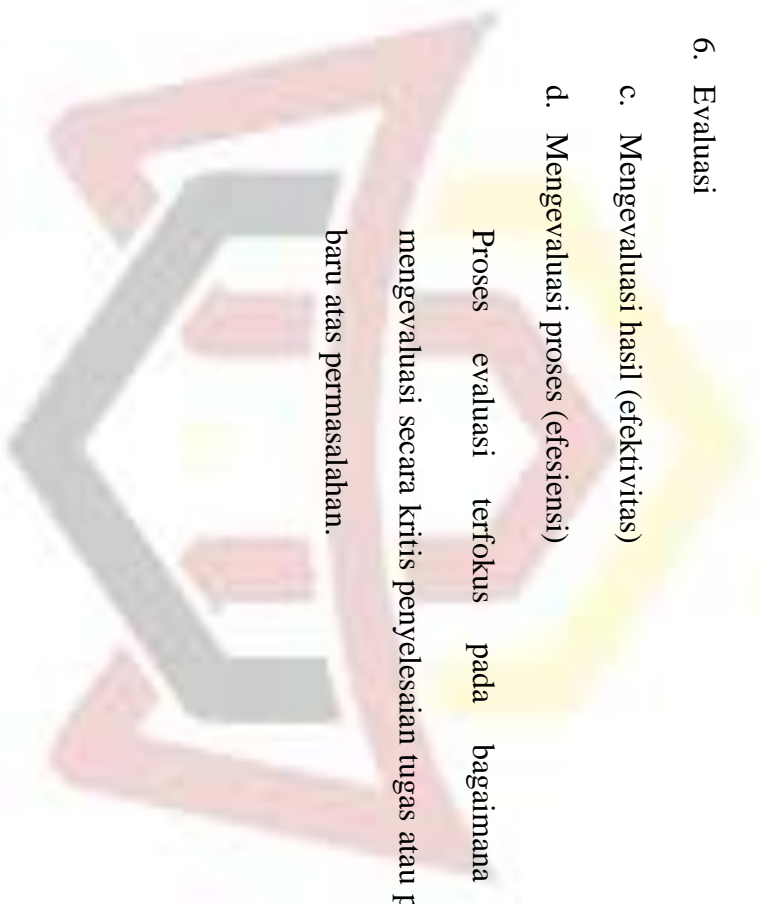 6. Evaluasi
c. Mengevaluasi hasil (efektivitas)
d. Mengevaluasi proses (efesiensi)
Proses evaluasi terfokus pada bagaimana
mengevaluasi secara kritis penyelesaian tugas atau
baru atas permasalahan.